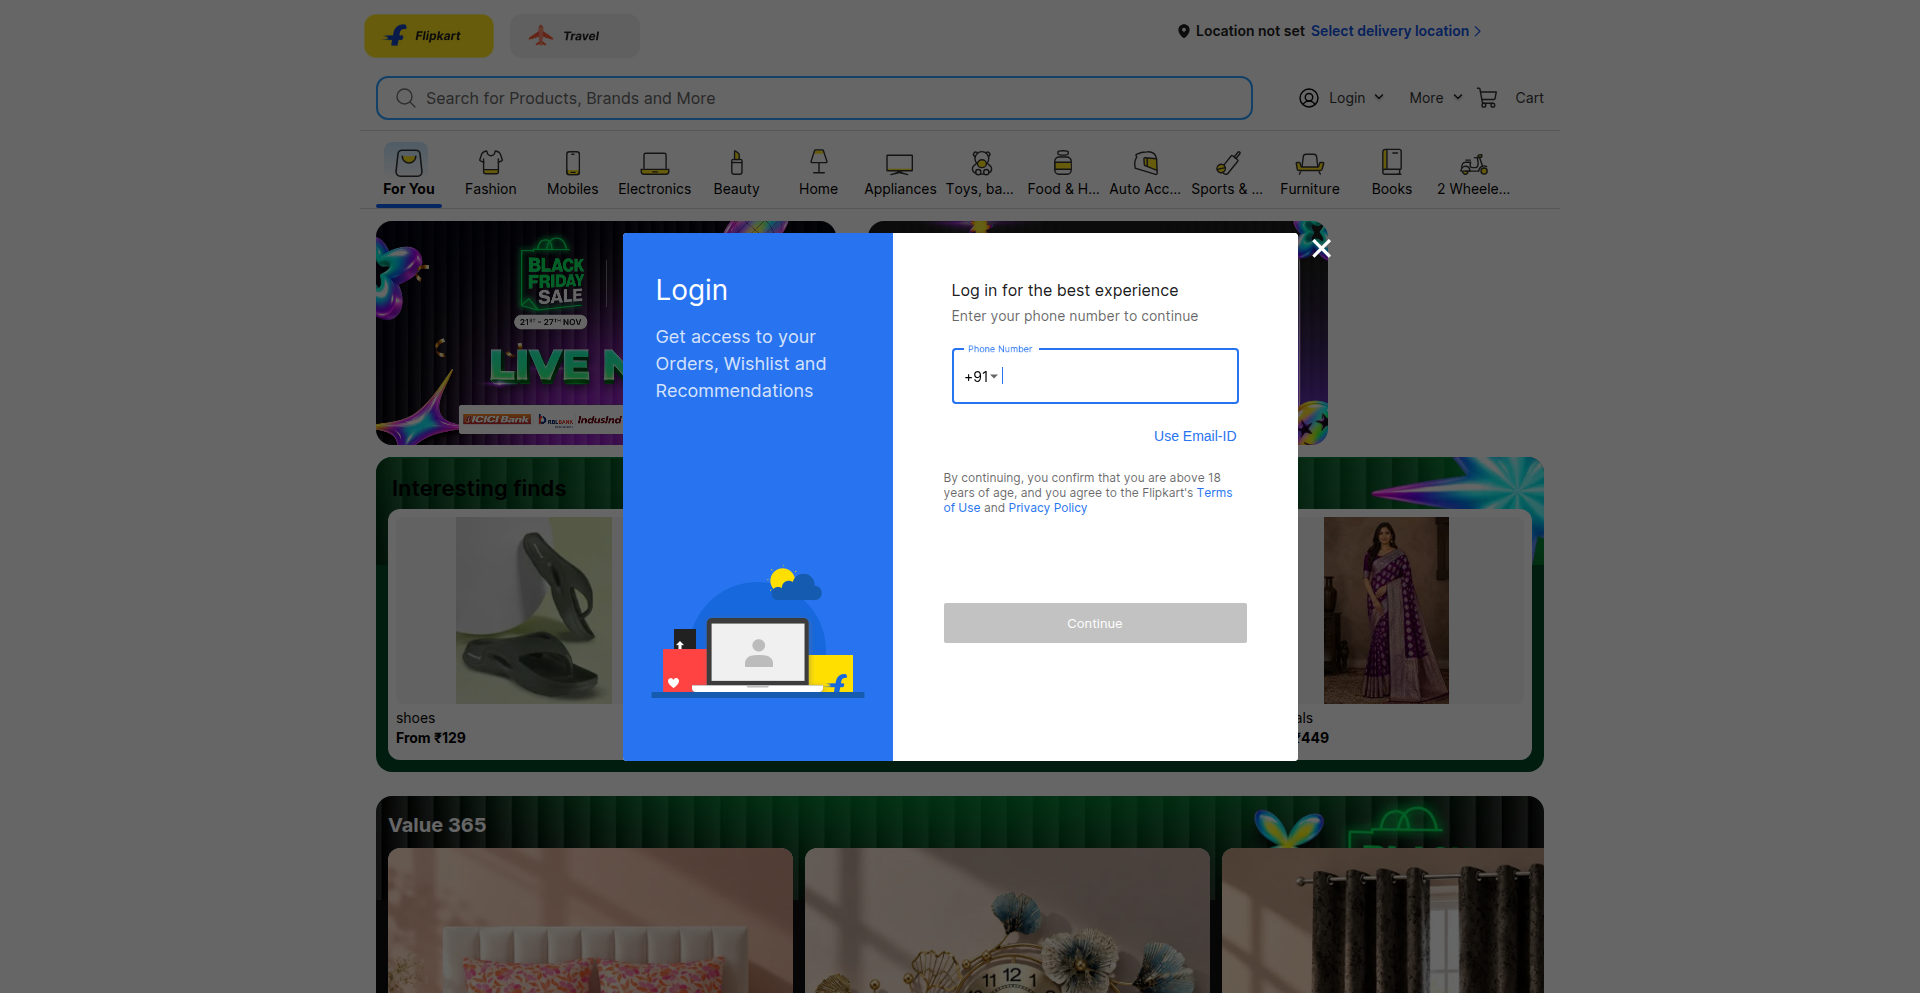 Flipkart
Travel
Location not set Select delivery location
Search for Products, Brands and More
Login
More
Cart
For You
Fashion
Mobiles
Electronics
Beauty
Home
Appliances
Toys, ba...
Food & H...
Auto Acc...
Sports & ...
Furniture
Books
2 Wheele...
BLACK
FRIDAY
SALE
21ST - 27TH NOV
LIVE N
ICICI Bank
RBL BANK
IndusInd
Login
Get access to your
Orders, Wishlist and
Recommendations
Log in for the best experience
Enter your phone number to continue
Phone Number
+91
Use Email-ID
By continuing, you confirm that you are above 18
years of age, and you agree to the Flipkart's Terms
of Use and Privacy Policy
Continue
Interesting finds
shoes
From ₹129
als
₹449
Value 365
11 12 1